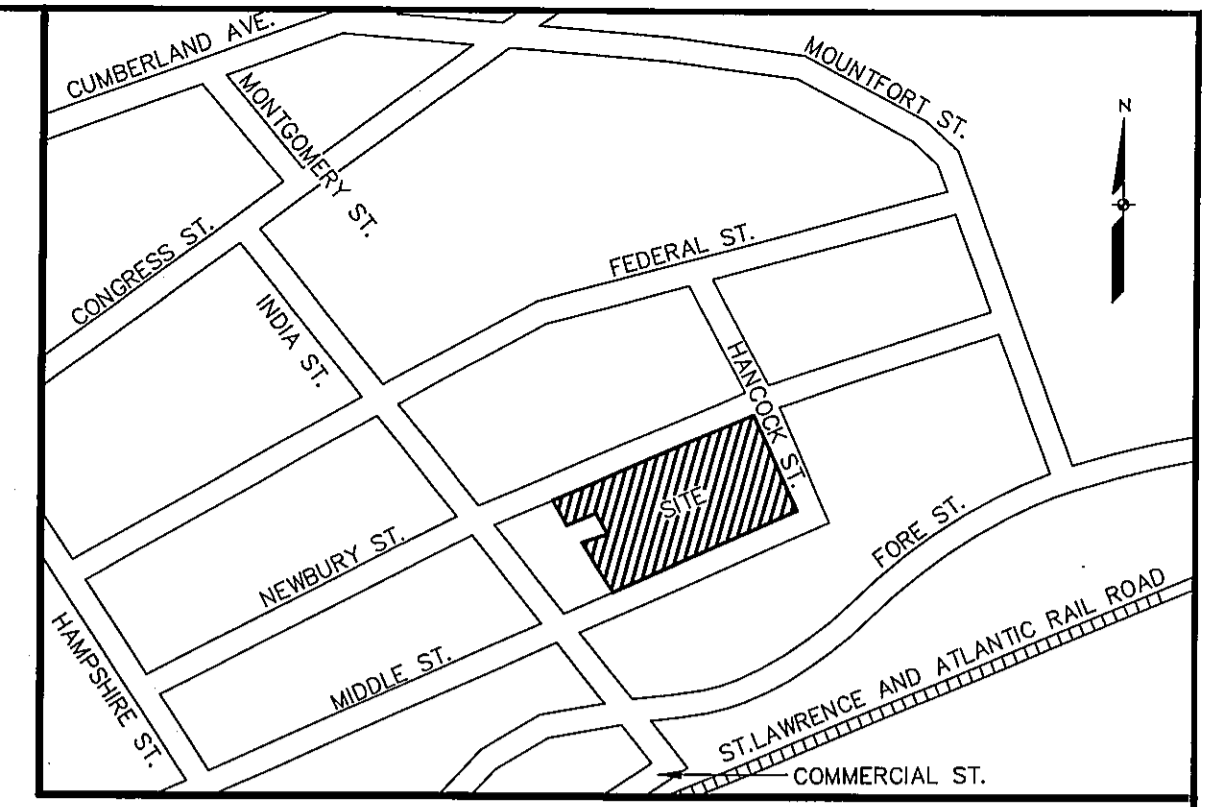 CUMBERLAND AVE.
MONTGOMERY ST.
MOUNTFORT ST.
N
CONGRESS ST.
FEDERAL ST.
INDIA ST.
HANCOCK ST.
SITE
NEWBURY ST.
FORE ST.
HAMPSHIRE ST.
MIDDLE ST.
ST.LAWRENCE AND ATLANTIC RAIL ROAD
COMMERCIAL ST.